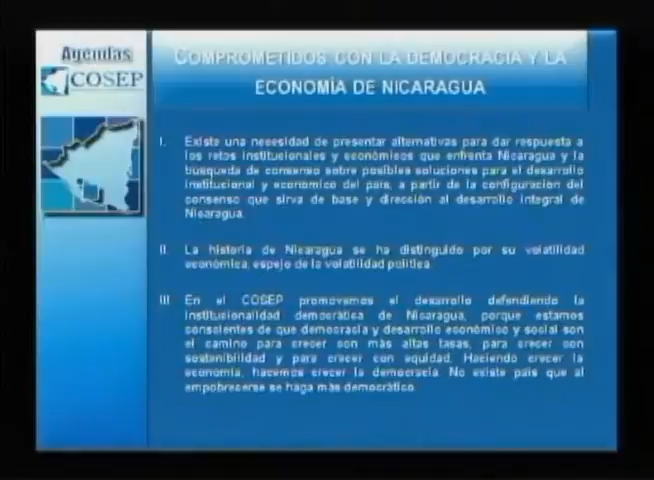 Agendas
COSEP
COMPROMETIDOS CON LA DEMOCRACIA Y LA
ECONOMÍA DE NICARAGUA
I. Existe una necesidad de presentar alternativas para dar respuesta a
los retos institucionales y económicos que enfrenta Nicaragua y la
búsqueda de consenso sobre posibles soluciones para el desarrollo
institucional y económico del país, a partir de la configuración del
consenso que sirva de base y dirección al desarrollo integral de
Nicaragua.
II. La historia de Nicaragua se ha distinguido por su volatilidad
económica, espejo de la volatilidad política.
III. En el COSEP promovemos el desarrollo defendiendo la
institucionalidad democrática de Nicaragua, porque estamos
conscientes de que democracia y desarrollo económico y social son
el camino para crecer con más altas tasas, para crecer con
sostenibilidad y para crecer con equidad. Haciendo crecer la
economía, hacemos crecer la democracia. No existe país que al
empobrecerse se haga más democrático.